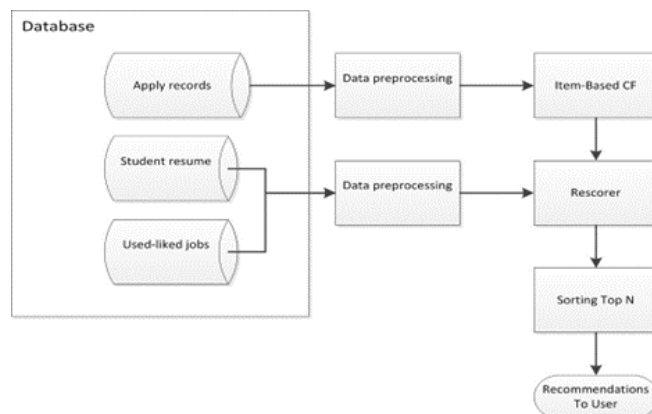 Database
Apply records
Data preprocessing
Item-Based CF
Student resume
Data preprocessing
Rescorer
Used-liked jobs
Sorting Top N
Recommendations
To User